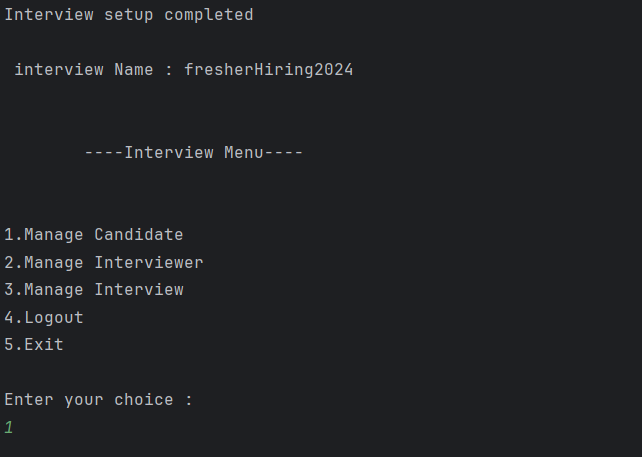 Interview setup completed
interview Name : fresherHiring2024
----Interview Menu----
1.Manage Candidate
2.Manage Interviewer
3.Manage Interview
4.Logout
5.Exit
Enter your choice :
1